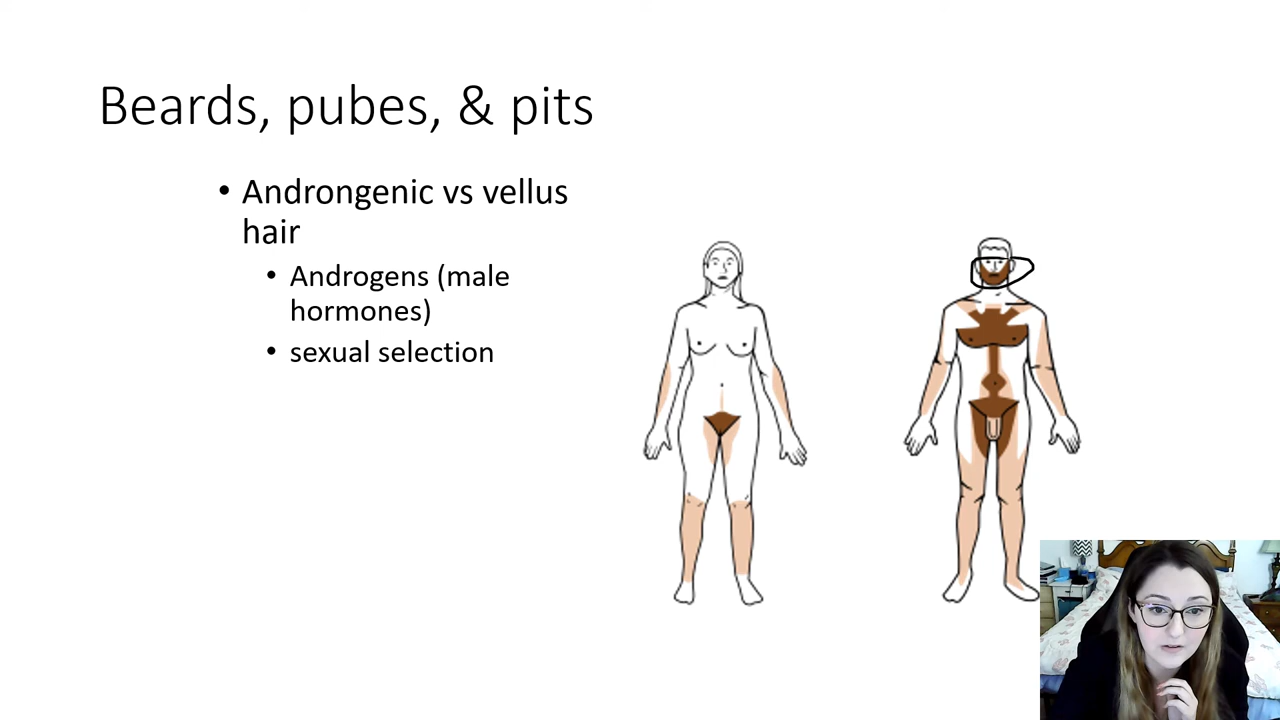 Beards, pubes, & pits
• Androngenic vs vellus
hair
• Androgens (male
hormones)
• sexual selection